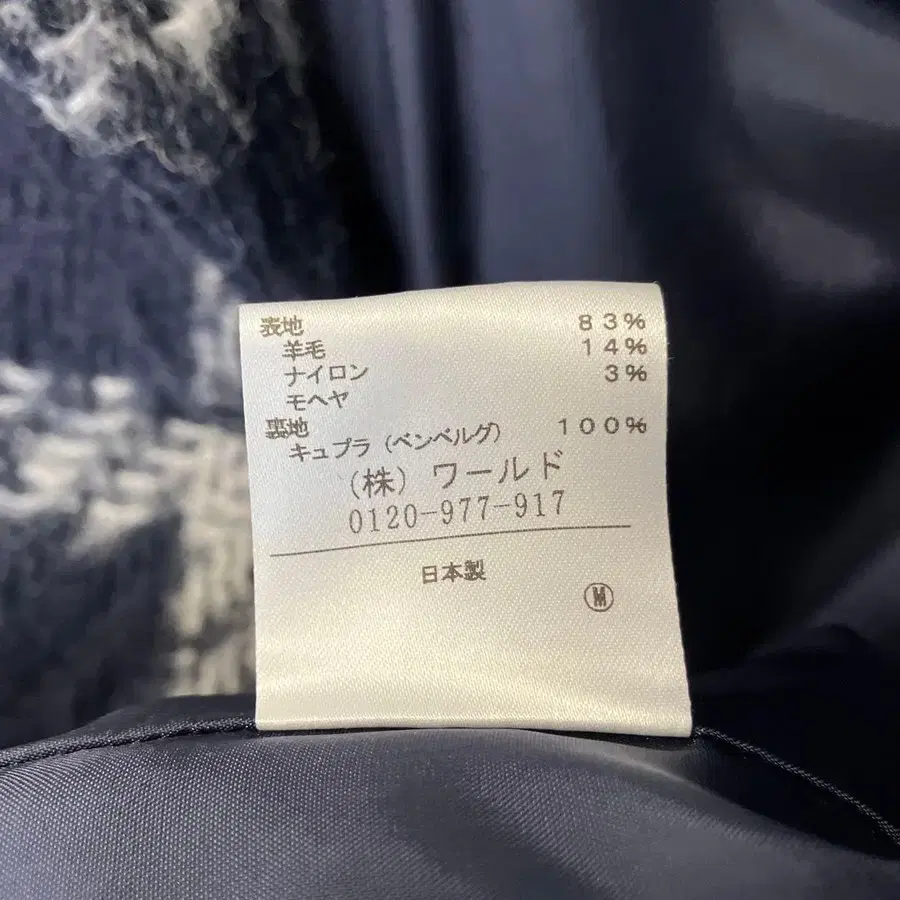 表地
羊毛 83%
ナイロン 14%
モヘヤ 3%
裏地
キュプラ (ベンベルグ) 100%
(株) ワールド
0120-977-917
日本製
Ⓜ